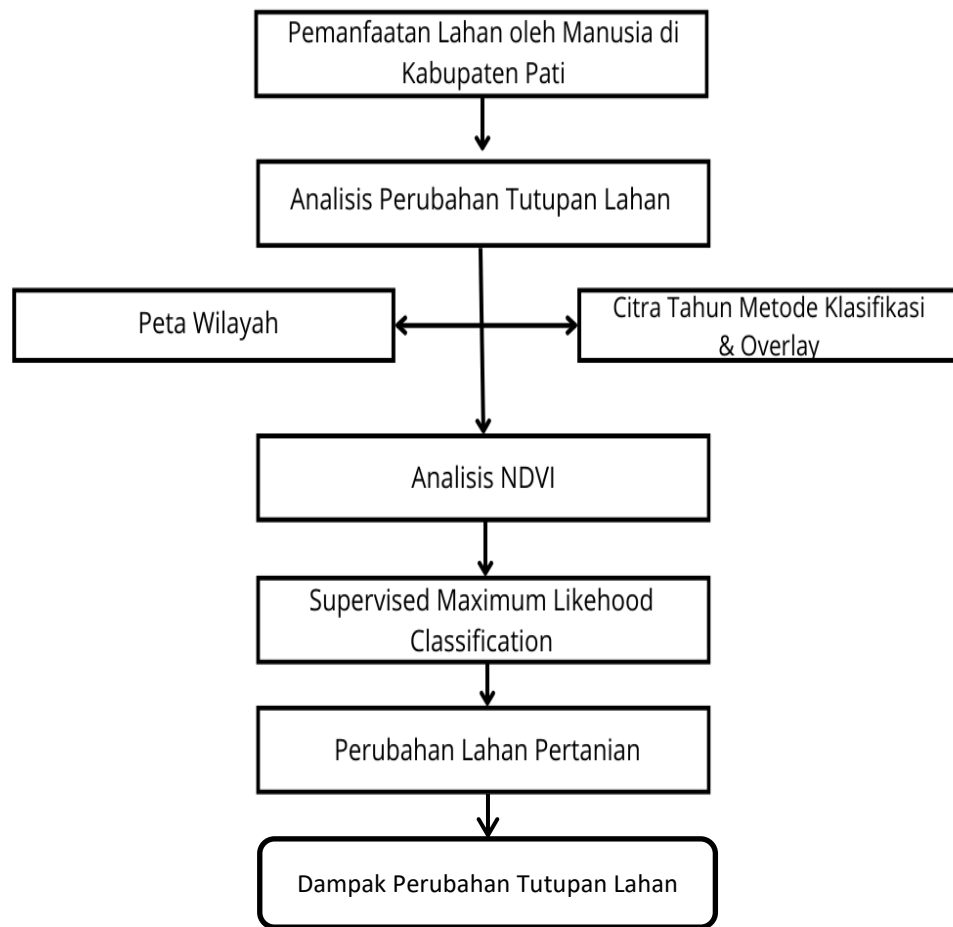 Pemanfaatan Lahan oleh Manusia di
Kabupaten Pati
Analisis Perubahan Tutupan Lahan
Peta Wilayah
Citra Tahun Metode Klasifikasi
& Overlay
Analisis NDVI
Supervised Maximum Likehood
Classification
Perubahan Lahan Pertanian
Dampak Perubahan Tutupan Lahan